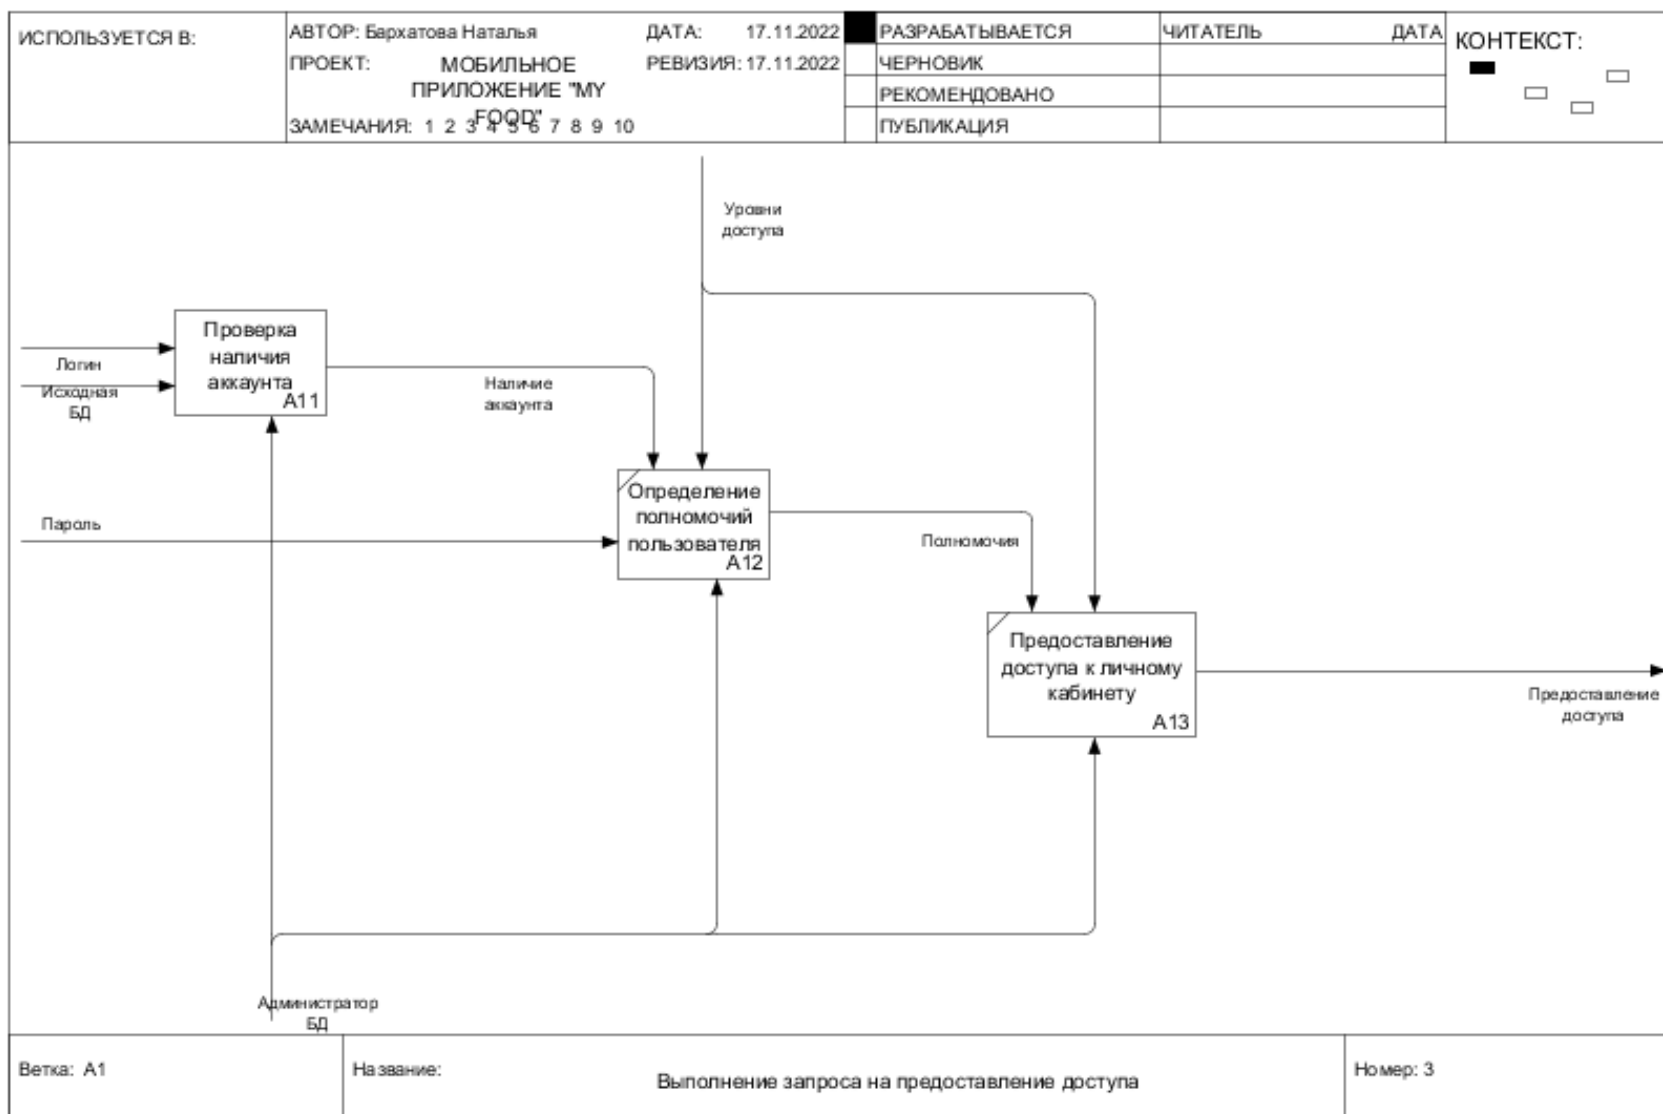 ИСПОЛЬЗУЕТСЯ В:
АВТОР: Бархатова Наталья
ДАТА: 17.11.2022
ПРОЕКТ: МОБИЛЬНОЕ
ПРИЛОЖЕНИЕ "MY
FOOD"
РЕВИЗИЯ: 17.11.2022
ЗАМЕЧАНИЯ: 1 2 3 4 5 6 7 8 9 10
РАЗРАБАТЫВАЕТСЯ
ЧЕРНОВИК
РЕКОМЕНДОВАНО
ПУБЛИКАЦИЯ
ЧИТАТЕЛЬ
ДАТА
КОНТЕКСТ:
Уровни
доступа
Проверка
наличия
аккаунта
A11
Логин
Исходная
БД
Наличие
аккаунта
Пароль
Определение
полномочий
пользователя
A12
Полномочия
Предоставление
доступа к личному
кабинету
A13
Предоставление
доступа
Администратор
БД
Ветка: A1
Название:
Выполнение запроса на предоставление доступа
Номер: 3